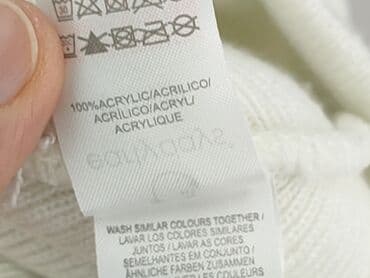 100%ACRYLIC/ACRILICO/
ACRÍLICO/ACRYL/
ACRYLIQUE
WASH SIMILAR COLOURS TOGETHER/
LAVAR LOS COLORES SIMILARES
JUNTOS / LAVAR AS CORES
SEMELHANTES EM CONJUNTO /
ÄHNLICHE FARBEN ZUSAMMEN